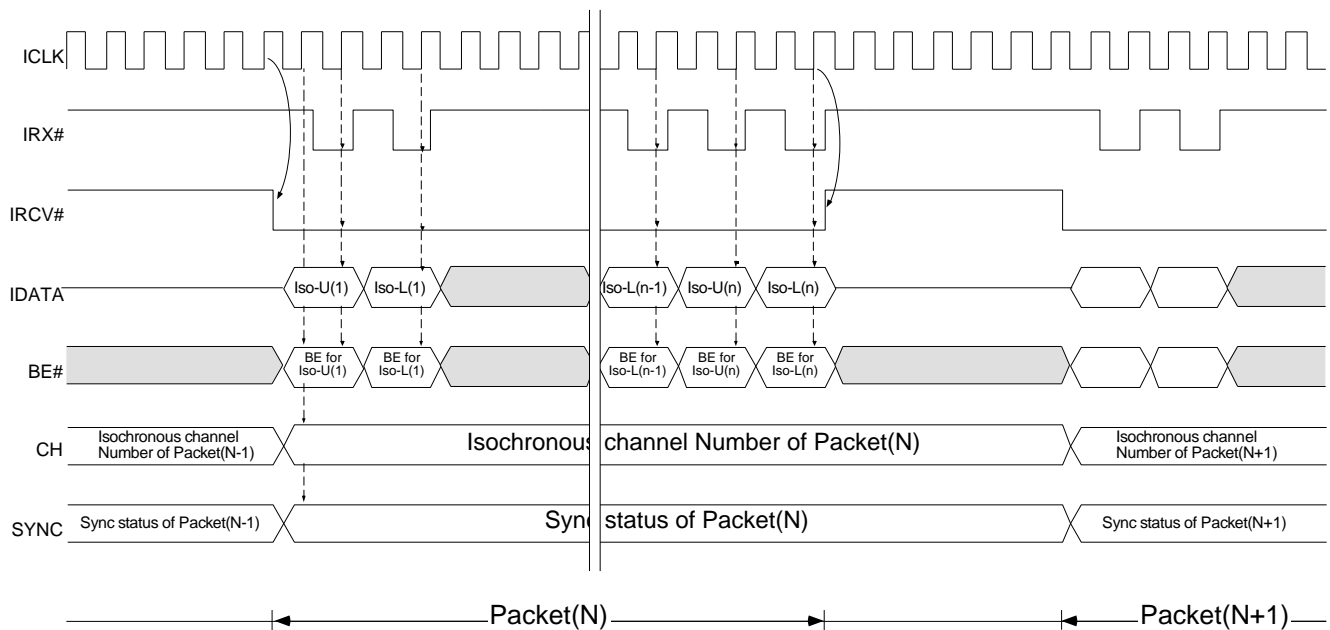 ICLK
IRX#
IRCV#
IDATA
Iso-U(1)
Iso-L(1)
Iso-L(n-1)
Iso-U(n)
Iso-L(n)
BE#
BE for
Iso-U(1)
BE for
Iso-L(1)
BE for
Iso-L(n-1)
BE for
Iso-U(n)
BE for
Iso-L(n)
CH
Isochronous channel
Number of Packet(N-1)
Isochronous channel Number of Packet(N)
Isochronous channel
Number of Packet(N+1)
SYNC
Sync status of Packet(N-1)
Sync status of Packet(N)
Sync status of Packet(N+1)
Packet(N)
Packet(N+1)